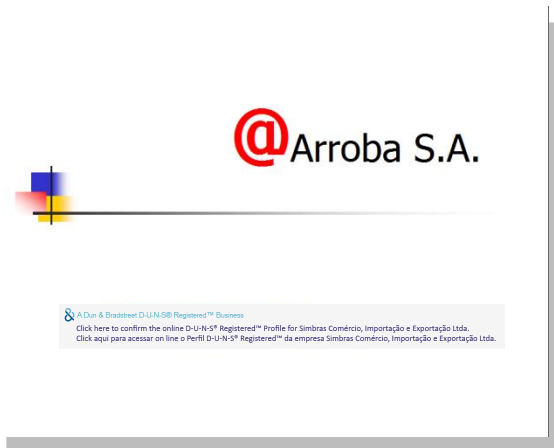 @Arroba S.A.
A Dun & Bradstreet D-U-N-S® Registered™ Business
Click here to confirm the online D-U-N-S® Registered™ Profile for Simbras Comércio, Importação e Exportação Ltda.
Click aqui para acessar on line o Perfil D-U-N-S® Registered™ da empresa Simbras Comércio, Importação e Exportação Ltda.